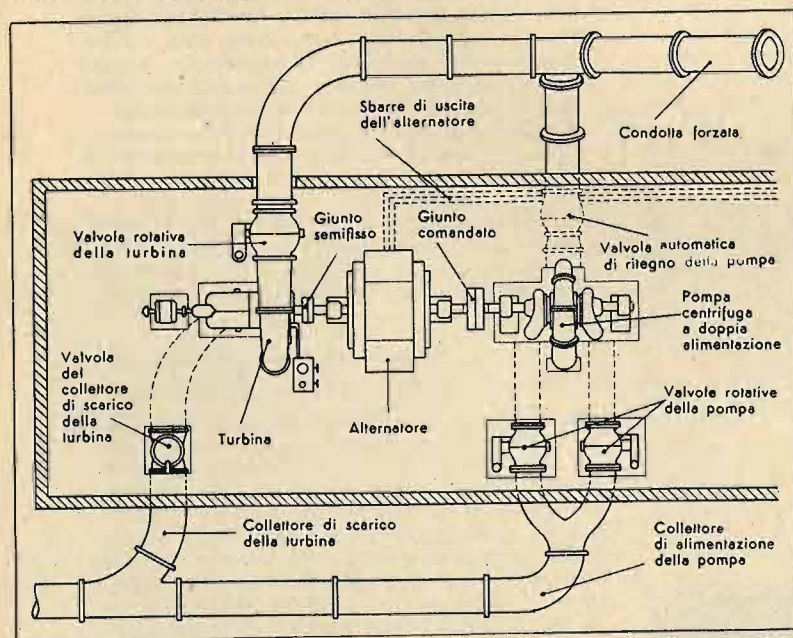 Sbarre di uscita
dell'alternatore
Condotta forzata
Valvola rotativa
della turbina
Giunto
semifisso
Giunto
comandato
Valvola automatica
di ritegno della pompa
Pompa
centrifuga
a doppia
alimentazione
Valvola
del
collettore
di scarico
della
turbina
Turbina
Alternatore
Valvole rotative
della pompa
Collettore di scarico
della turbina
Collettore
di alimentazione
della pompa